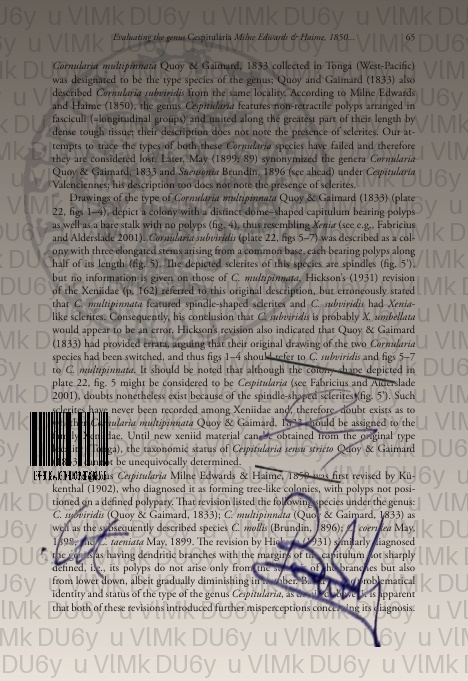 Evaluating the genus Cespitularia Milne Edwards & Haime, 1850... 65
Cornularia multipinnata Quoy & Gaimard, 1833 collected in Tonga (West-Pacific)
was designated to be the type species of the genus; Quoy and Gaimard (1833) also
described Cornularia subviridis from the same locality. According to Milne Edwards
and Haime (1850), the genus Cespitularia features non-retractile polyps arranged in
fasciculi (=longitudinal groups) and united along the greatest part of their length by
dense tough tissue; their description does not note the presence of sclerites. Our at-
tempts to trace the types of both these Cornularia species have failed and therefore
they are considered lost. Later, May (1899; 89) synonymized the genera Cornularia
Quoy & Gaimard, 1833 and Suensonia Brundin, 1896 (see ahead) under Cespitularia
Valenciennes; his description too does not note the presence of sclerites.
Drawings of the type of Cornularia multipinnata Quoy & Gaimard (1833) (plate
22, figs 1–4), depict a colony with a distinct dome–shaped capitulum bearing polyps
as well as a bare stalk with no polyps (fig. 4), thus resembling Xenia (see e.g., Fabricius
and Alderslade 2001). Cornularia subviridis (plate 22, figs 5–7) was described as a col-
ony with three elongated stems arising from a common base, each bearing polyps along
half of its length (fig. 5). The depicted sclerites of this species are spindles (fig. 5'),
but no information is given on those of C. multipinnata. Hickson's (1931) revision
of the Xeniidae (p. 162) referred to this original description, but erroneously stated
that C. multipinnata featured spindle-shaped sclerites and C. subviridis had Xenia-
like sclerites. Consequently, his conclusion that C. subviridis is probably X. umbellata
would appear to be an error. Hickson's revision also indicated that Quoy & Gaimard
(1833) had provided errata, arguing that their original drawing of the two Cornularia
species had been switched, and thus figs 1–4 should refer to C. subviridis and figs 5–7
to C. multipinnata. It should be noted that although the colony shape depicted in
plate 22, fig. 5 might be considered to be Cespitularia (see Fabricius and Alderslade
2001), doubts nonetheless exist because of the spindle-shaped sclerites (fig. 5'). Such
sclerites have never been recorded among Xeniidae and, therefore, doubt exists as to
Quoy & Gaimard, should be assigned to the
Until new xeniid material can obtained from the original type
the taxonomic status of Cespitularia sensu stricto Quoy & Gaimard
be unequivocally determined.
Cespitularia Milne Edwards & Haime, 1850 was first revised by Kü-
kenthal (1902), who diagnosed it as forming tree-like colonies, with polyps not posi-
tioned on a defined polypary. That revision listed the following species under the genus:
C. subviridis (Quoy & Gaimard, 1833); C. multipinnata (Quoy & Gaimard, 1833) as
well as the subsequently described species C. mollis (Brundin, 1896); C. coerulea May,
taeniata May, 1899. The revision by (1931) similarly diagnosed
the genus as having dendritic branches with the margins of the capitulum not sharply
defined, i.e., its polyps do not arise only from the of branches but also
from lower down, albeit gradually diminishing in problematical
identity and status of the type of the genus Cespitularia, as is apparent
that both of these revisions introduced further misperceptions concerning its diagnosis.